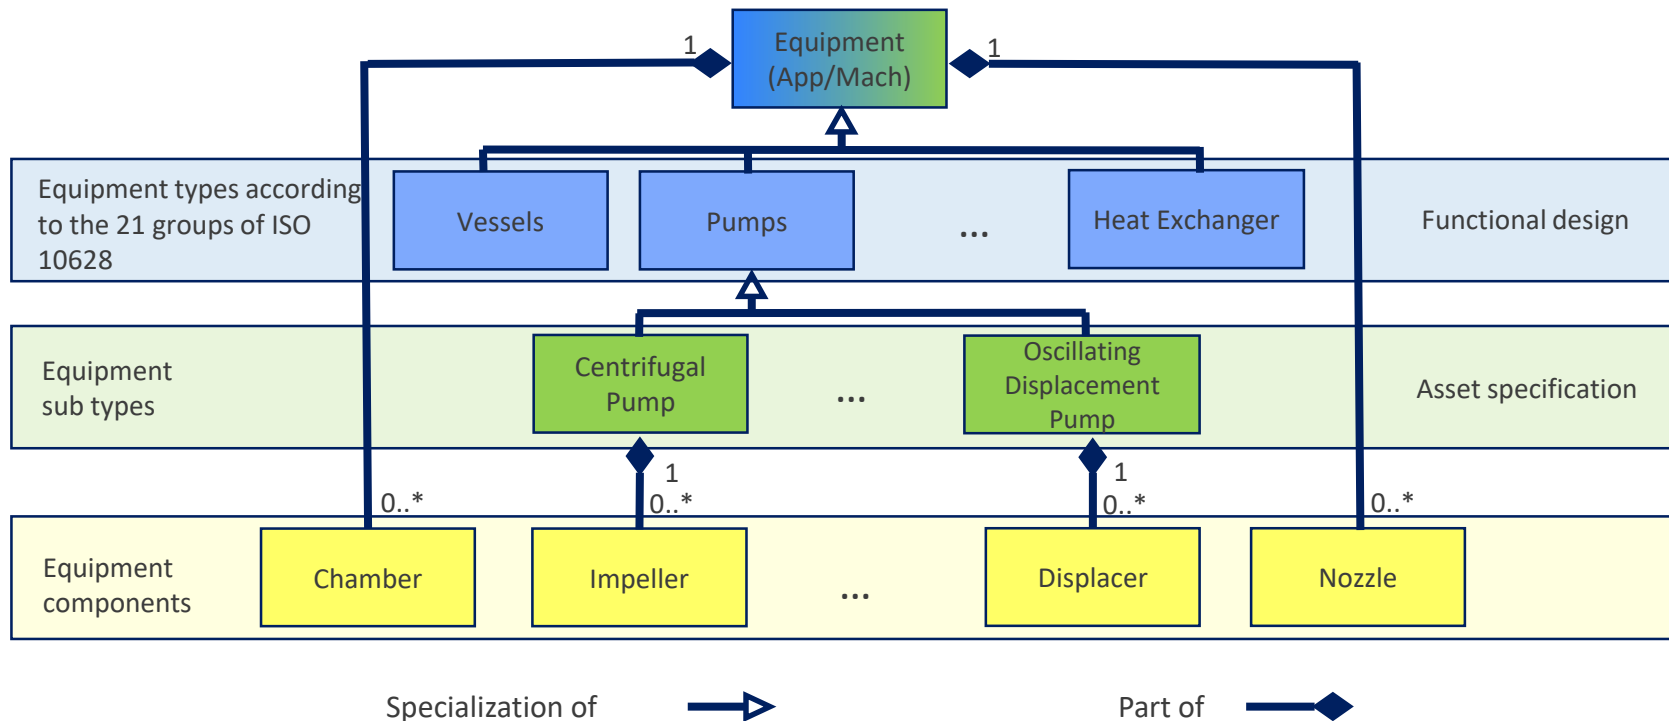 1
Equipment
(App/Mach)
1
Equipment types according
to the 21 groups of ISO
10628
Vessels
Pumps
...
Heat Exchanger
Functional design
Equipment
sub types
Centrifugal
Pump
...
Oscillating
Displacement
Pump
Asset specification
1
1
0..*
0..*
0..*
0..*
Equipment
components
Chamber
Impeller
...
Displacer
Nozzle
Specialization of
Part of